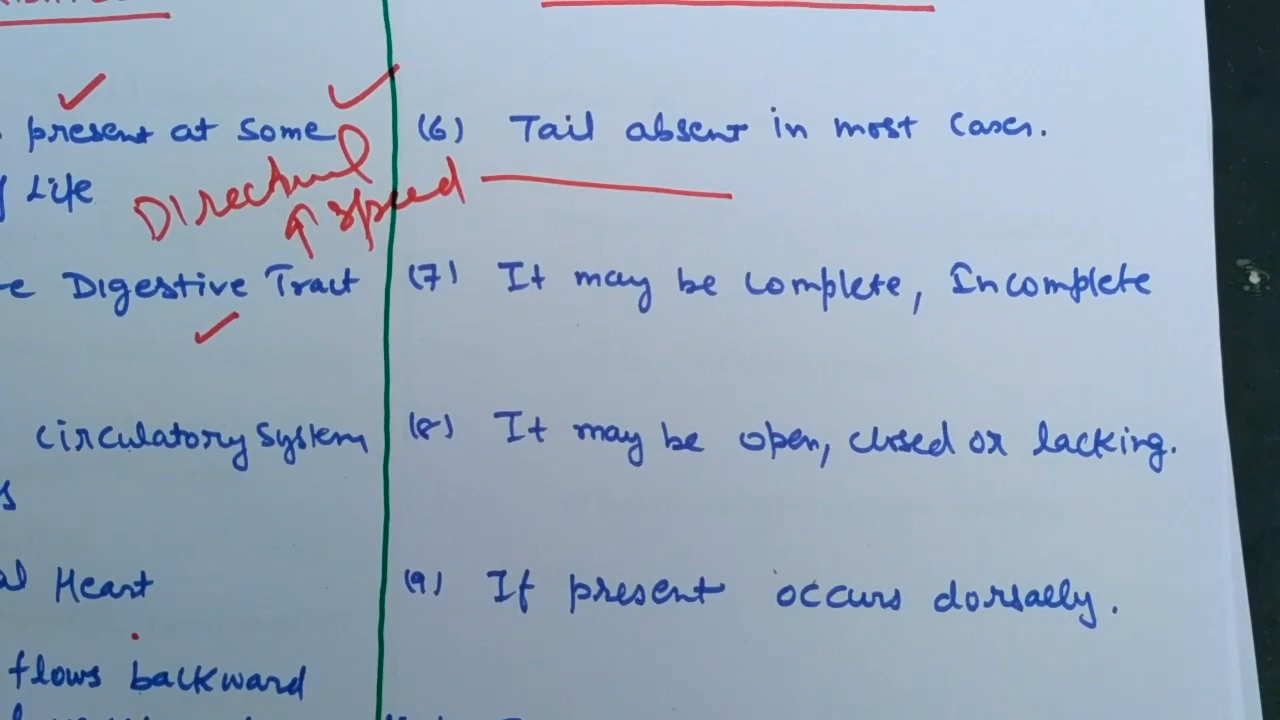 present at some
Life
Direction
↑ speed
Digestive Tract
circulatory system
Heart
flows backward
(6) Tail absent in most cases.
(7) It may be complete, Incomplete
(8) It may be open, closed or lacking.
(9) If present occurs dorsally.